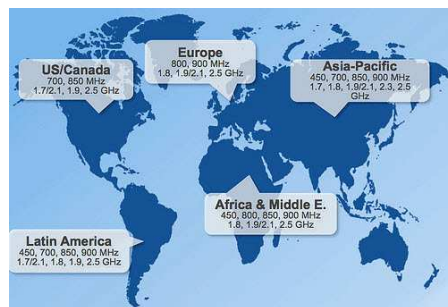 Europe
800, 900 MHz
1.8, 1.9/2.1, 2.5 GHz
US/Canada
700, 850 MHz
1.7/2.1, 1.9, 2.5 GHz
Asia-Pacific
450, 700, 850, 900 MHz
1.7, 1.8, 1.9/2.1, 2.3, 2.5
GHz
Africa & Middle E.
450, 800, 850, 900 MHz
1.8, 1.9/2.1, 2.5 GHz
Latin America
450, 700, 850, 900 MHz
1.7/2.1, 1.8, 1.9, 2.5 GHz